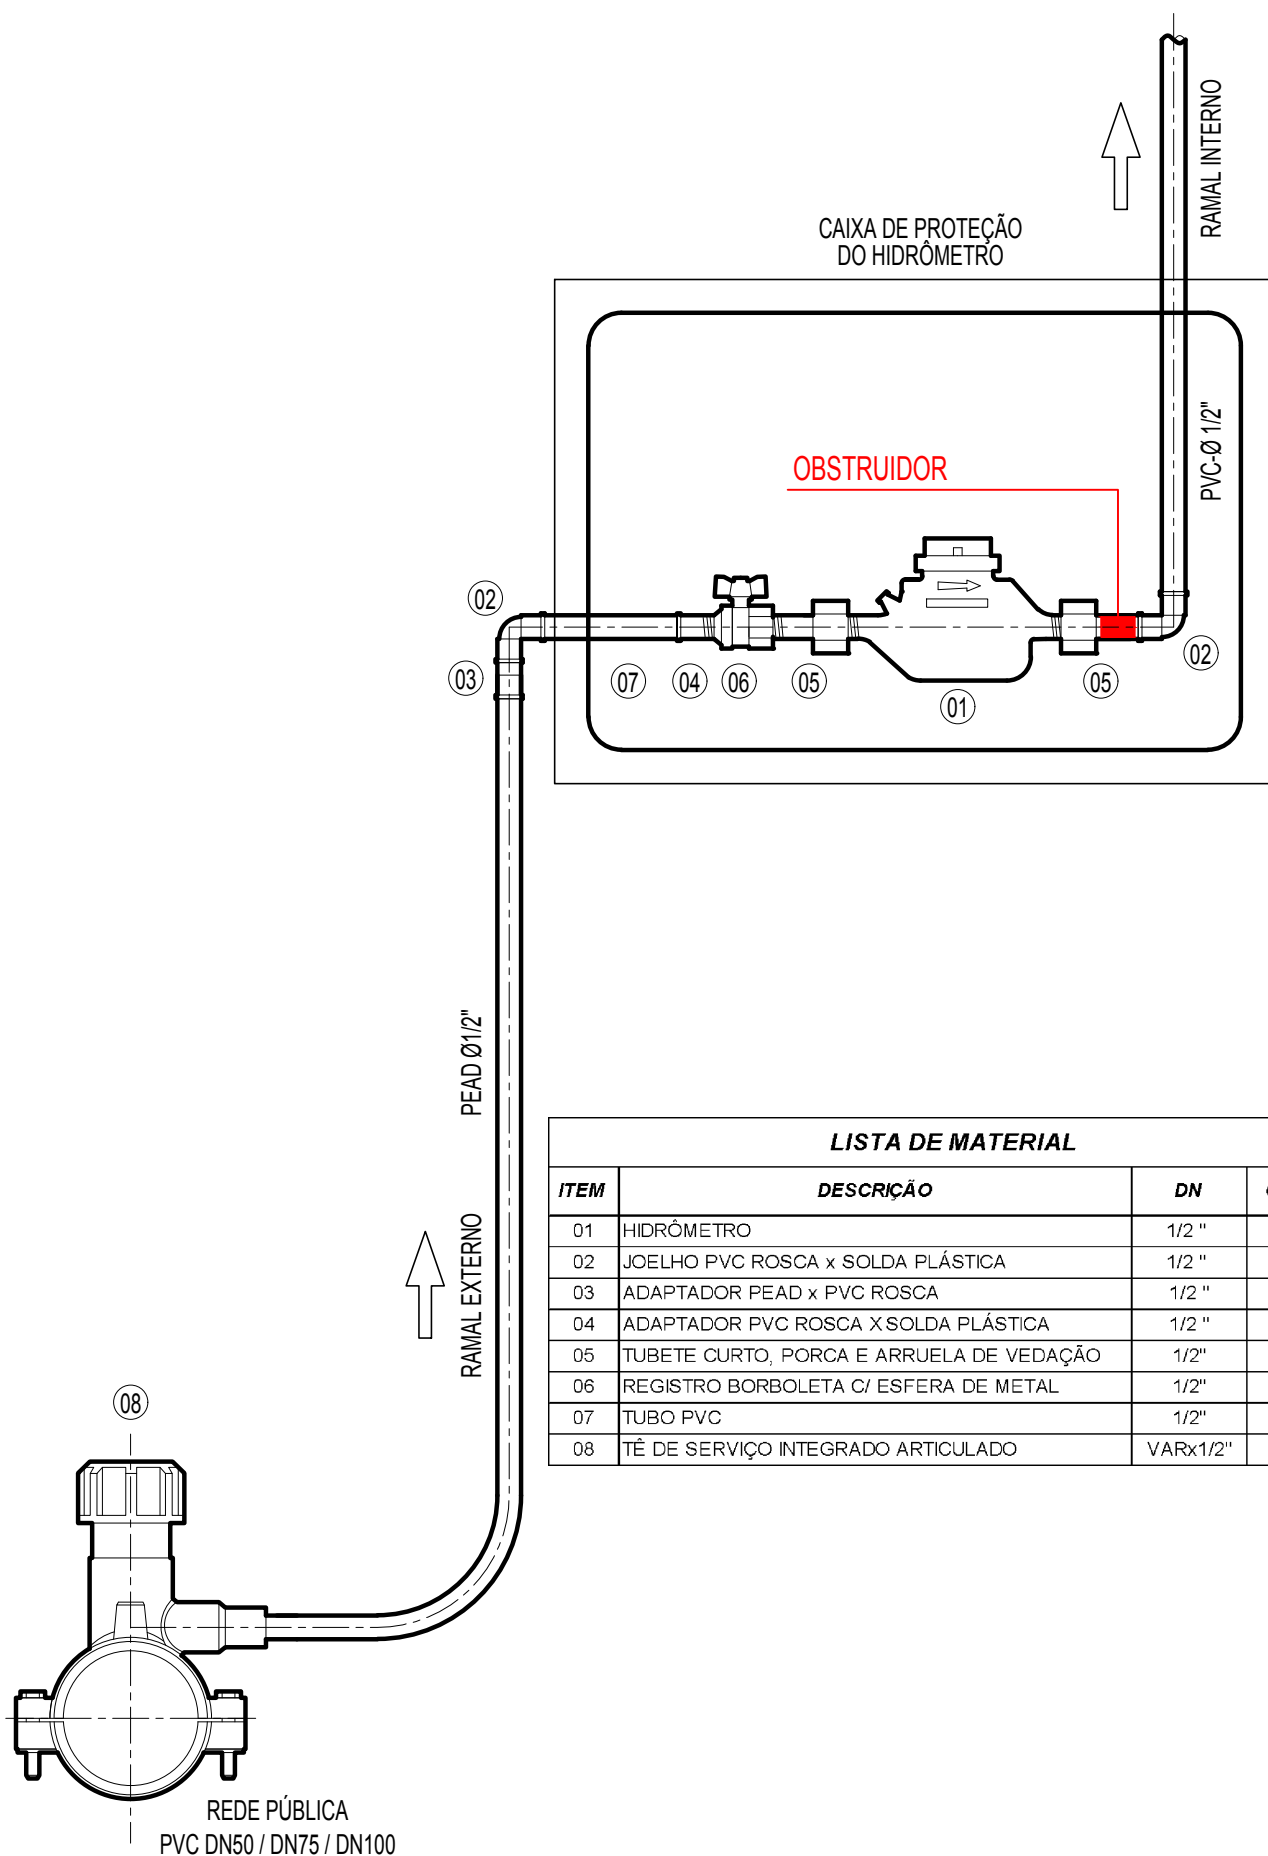 RAMAL INTERNO
CAIXA DE PROTEÇÃO
DO HIDRÔMETRO
PVC-Ø 1/2"
OBSTRUIDOR
02
03
07
04
06
05
01
05
02
PEAD Ø1/2"
RAMAL EXTERNO
LISTA DE MATERIAL
ITEM DESCRIÇÃO DN
01 HIDRÔMETRO 1/2 "
02 JOELHO PVC ROSCA x SOLDA PLÁSTICA 1/2 "
03 ADAPTADOR PEAD x PVC ROSCA 1/2 "
04 ADAPTADOR PVC ROSCA X SOLDA PLÁSTICA 1/2 "
05 TUBETE CURTO, PORCA E ARRUELA DE VEDAÇÃO 1/2"
06 REGISTRO BORBOLETA C/ ESFERA DE METAL 1/2"
07 TUBO PVC 1/2"
08 TÊ DE SERVIÇO INTEGRADO ARTICULADO VARx1/2"
08
REDE PÚBLICA
PVC DN50 / DN75 / DN100